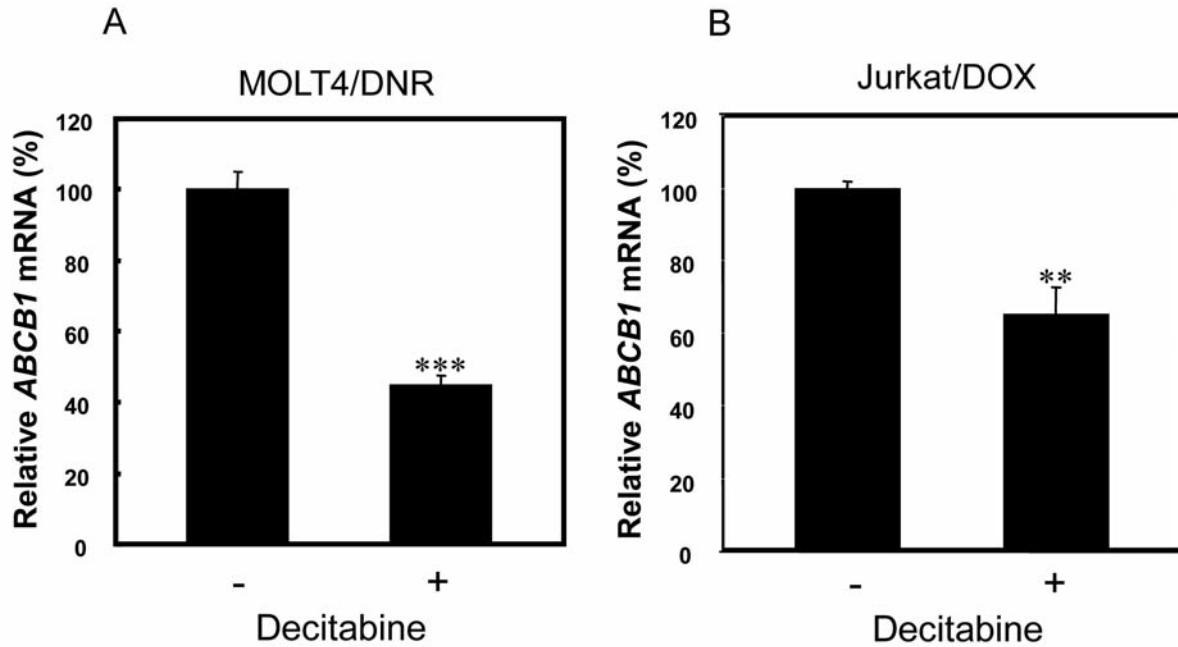 A
MOLT4/DNR
Relative ABCB1 mRNA (%)
120
100
80
60
40
20
0
***
- +
Decitabine
B
Jurkat/DOX
Relative ABCB1 mRNA (%)
120
100
80
60
40
20
0
**
- +
Decitabine